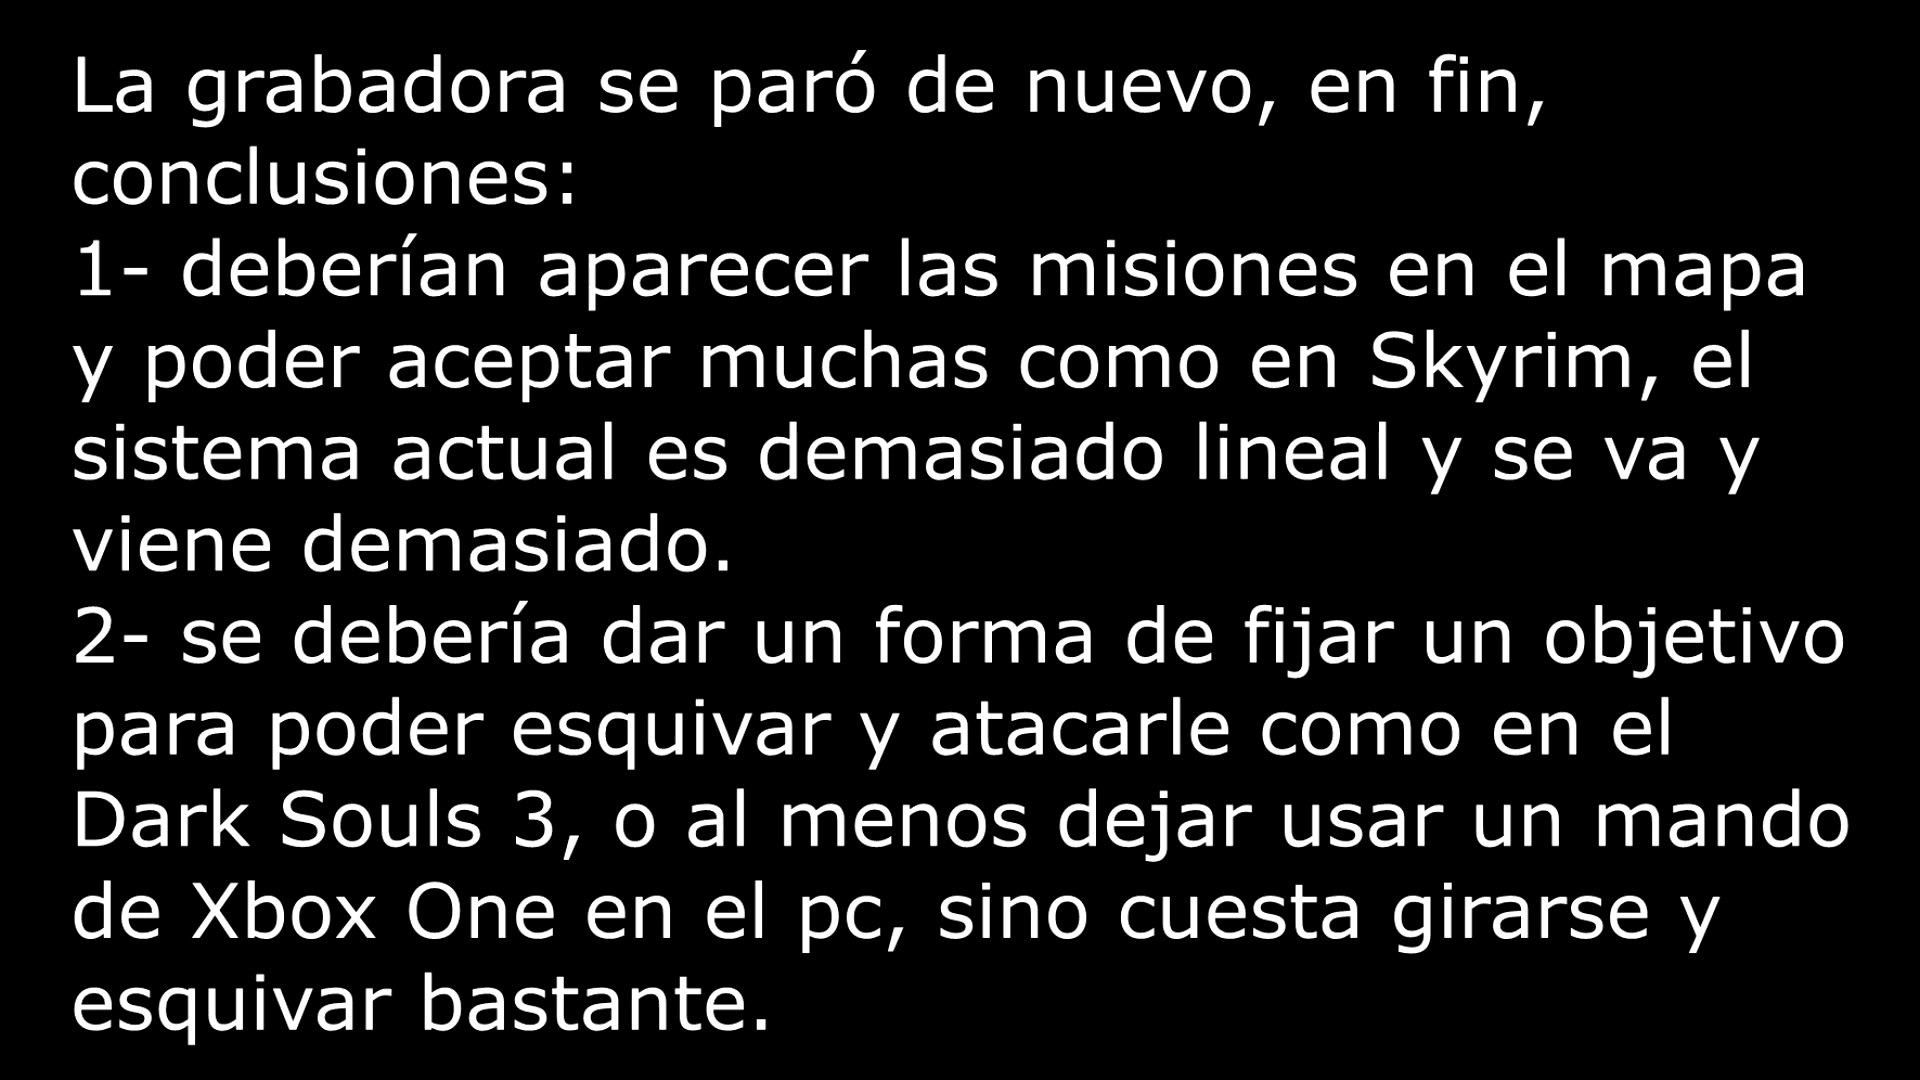 La grabadora se paró de nuevo, en fin,
conclusiones:
1- deberían aparecer las misiones en el mapa
y poder aceptar muchas como en Skyrim, el
sistema actual es demasiado lineal y se va y
viene demasiado.
2- se debería dar un forma de fijar un objetivo
para poder esquivar y atacarle como en el
Dark Souls 3, o al menos dejar usar un mando
de Xbox One en el pc, sino cuesta girarse y
esquivar bastante.